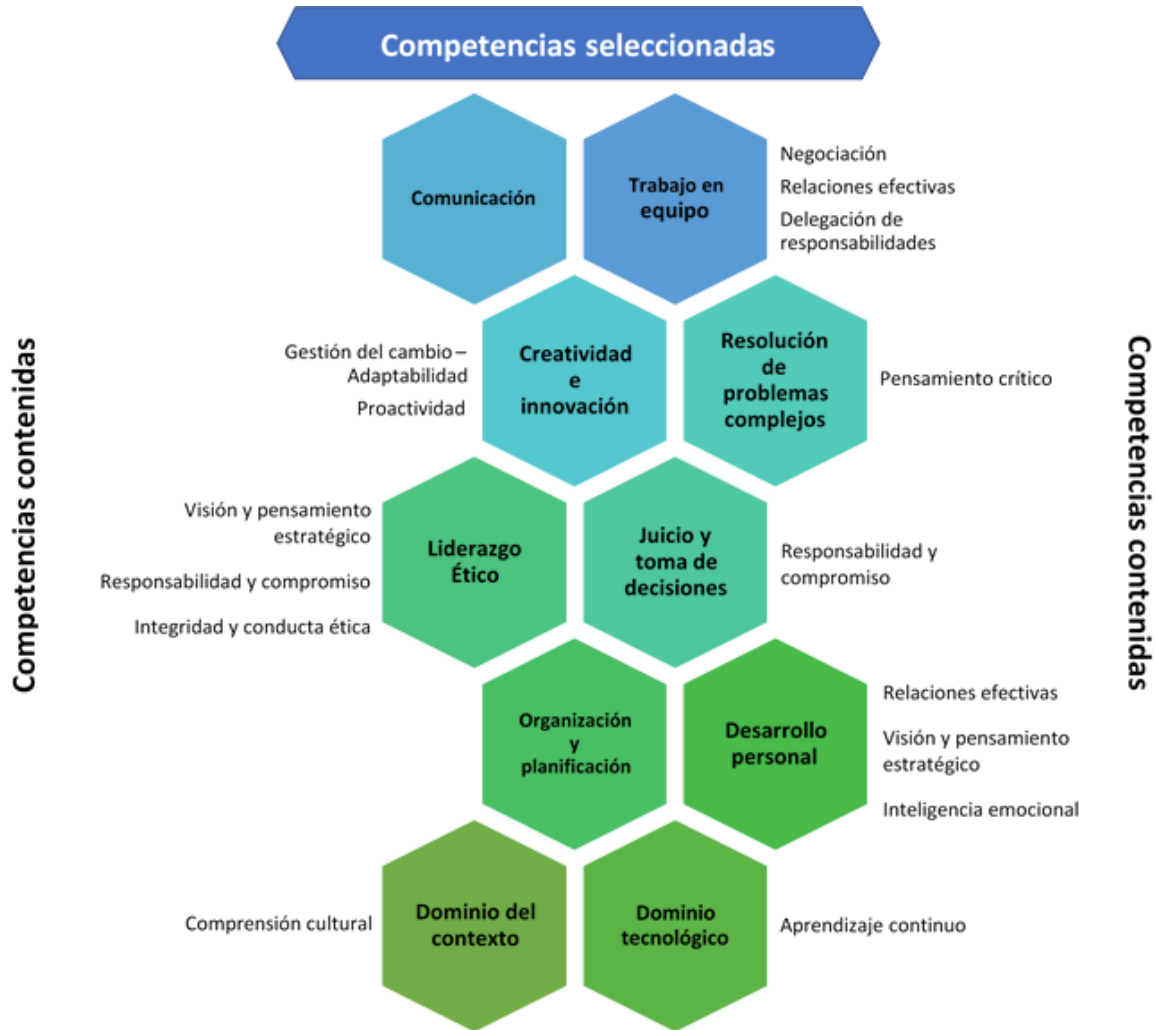 Competencias seleccionadas
Comunicación
Trabajo en
equipo
Negociación
Relaciones efectivas
Delegación de
responsabilidades
Competencias contenidas
Gestión del cambio –
Adaptabilidad
Proactividad
Creatividad
e
innovación
Resolución
de
problemas
complejos
Pensamiento crítico
Competencias contenidas
Visión y pensamiento
estratégico
Responsabilidad y compromiso
Integridad y conducta ética
Liderazgo
Ético
Juicio y
toma de
decisiones
Responsabilidad y
compromiso
Organización
y
planificación
Desarrollo
personal
Relaciones efectivas
Visión y pensamiento
estratégico
Inteligencia emocional
Comprensión cultural
Dominio del
contexto
Dominio
tecnológico
Aprendizaje continuo